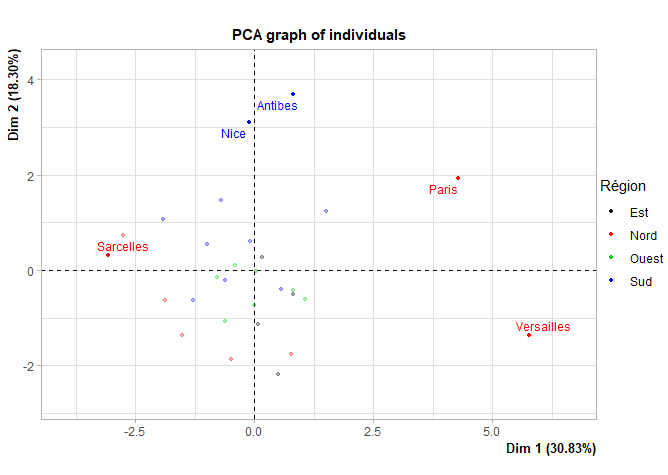 PCA graph of individuals
Dim 2 (18.30%)
4
2
0
-2
Antibes
Nice
Paris
Sarcelles
Versailles
-2.5
0.0
2.5
5.0
Dim 1 (30.83%)
Région
Est
Nord
Ouest
Sud